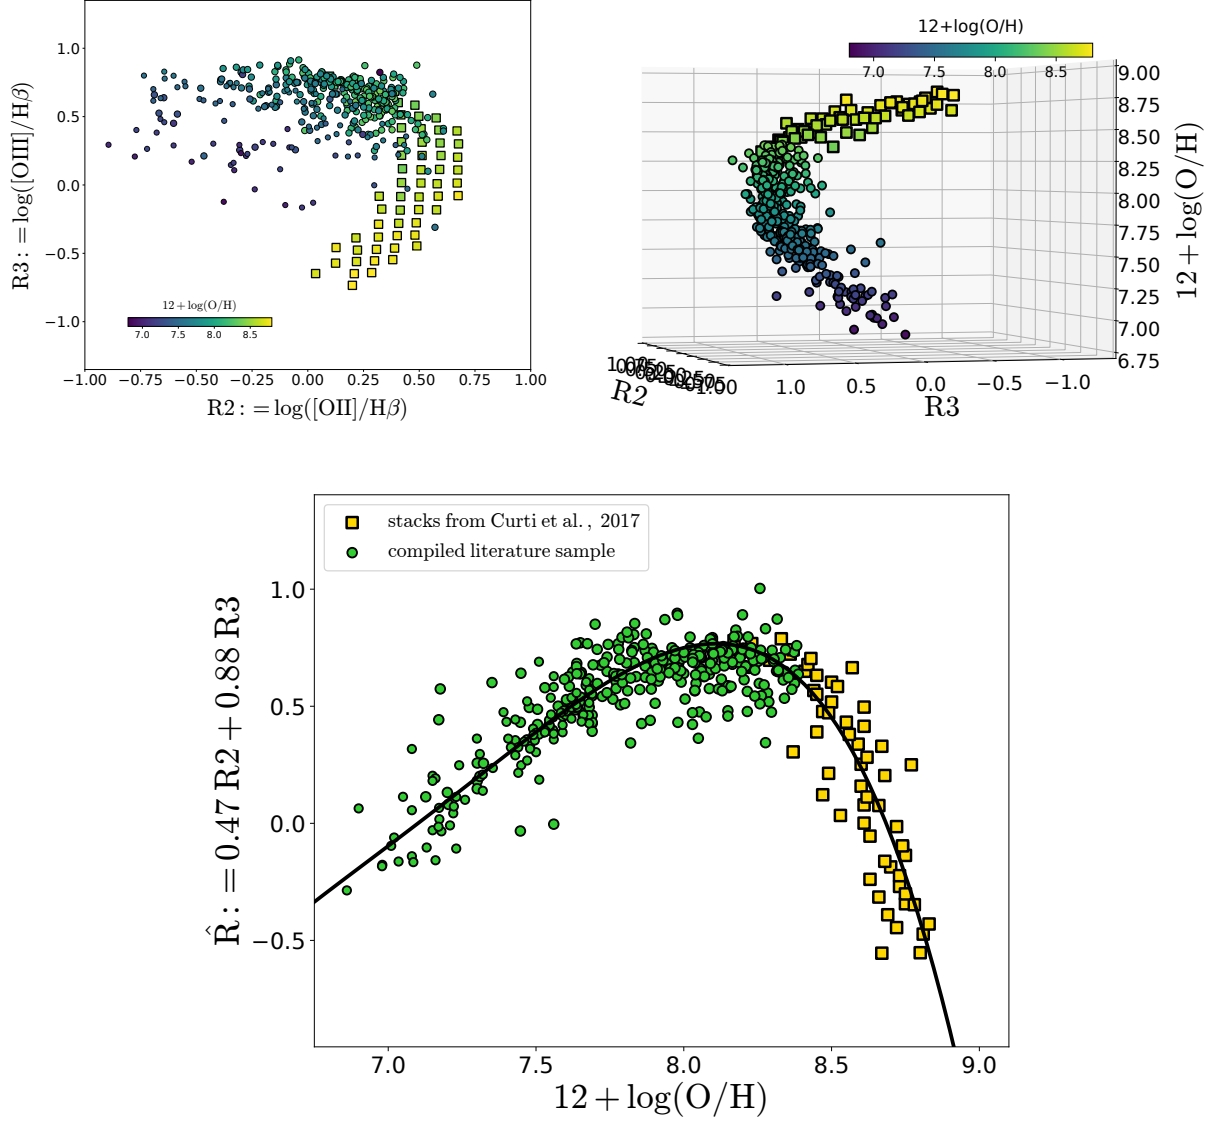 1.0
0.5
0.0
−0.5
−1.0
R3 : = log([OIII]/Hβ)
12 + log(O/H)
7.0 7.5 8.0 8.5
−1.00 −0.75 −0.50 −0.25 0.00 0.25 0.50 0.75 1.00
R2 : = log([OII]/Hβ)
12+log(O/H)
7.0 7.5 8.0 8.5
9.00
8.75
8.50
8.25
8.00
7.75
7.50
7.25
7.00
6.75
12 + log(O/H)
1.0 0.5 0.0 −0.5 −1.0
R2
R3
stacks from Curti et al., 2017
compiled literature sample
1.0
0.5
0.0
−0.5
R̂ : = 0.47 R2 + 0.88 R3
7.0 7.5 8.0 8.5 9.0
12 + log(O/H)